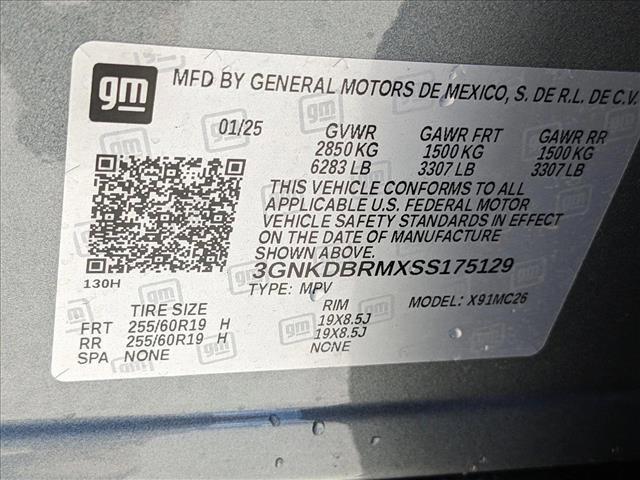 gm
MFD BY GENERAL MOTORS DE MEXICO, S. DE R.L. DE C.V.
01/25 GVWR GAWR FRT GAWR RR
2850 KG 1500 KG 1500 KG
6283 LB 3307 LB 3307 LB
THIS VEHICLE CONFORMS TO ALL
APPLICABLE U.S. FEDERAL MOTOR
VEHICLE SAFETY STANDARDS IN EFFECT
ON THE DATE OF MANUFACTURE
SHOWN ABOVE.
3GNKDBRMXSS175129
130H
TYPE: MPV MODEL: X91MC26
TIRE SIZE RIM
FRT 255/60R19 H 19X8.5J
RR 255/60R19 H 19X8.5J
SPA NONE NONE